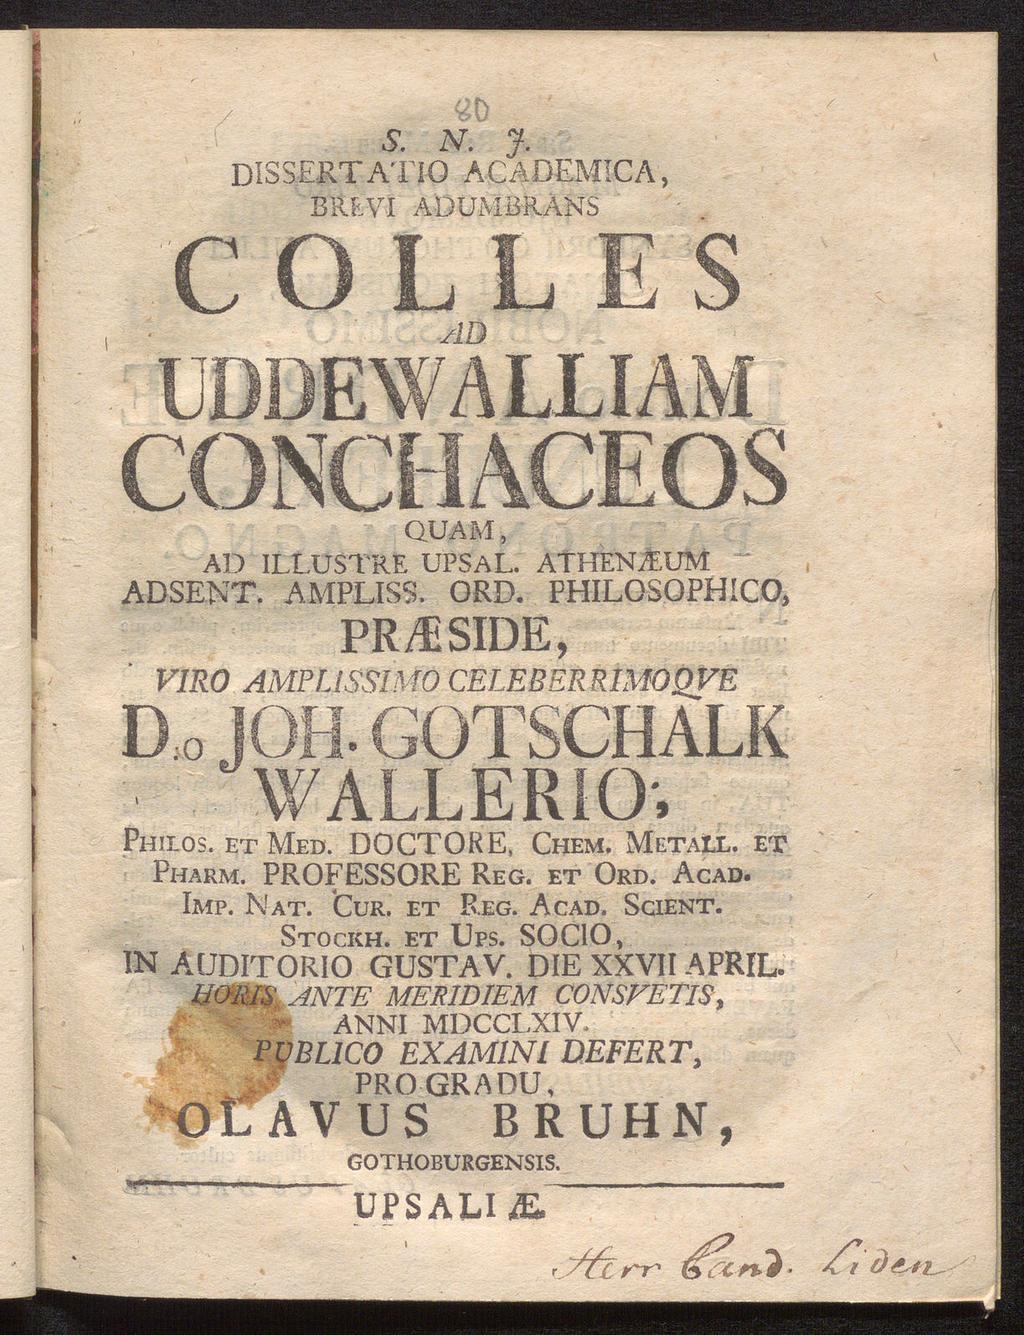 80
S. N. J.
DISSERTATIO ACADEMICA,
BREVI ADUMBRANS
COLLES
AD
UDDEWALLIAM
CONCHACEOS
QUAM,
AD ILLUSTRE UPSAL. ATHENÆUM
ADSENT. AMPLISS. ORD. PHILOSOPHICO,
PRÆSIDE,
VIRO AMPLISSIMO CELEBERRIMOQVE
D:o JOH. GOTSCHALK
WALLERIO;
PHILOS. ET MED. DOCTORE, CHEM. METALL. ET
PHARM. PROFESSORE REG. ET ORD. ACAD.
IMP. NAT. CUR. ET REG. ACAD. SCIENT.
STOCKH. ET UPS. SOCIO,
IN AUDITORIO GUSTAV. DIE XXVII APRIL.
HORIS ANTE MERIDIEM CONSVETIS,
ANNI MDCCLXIV.
PUBLICO EXAMINI DEFERT,
PRO GRADU,
OLAVUS BRUHN,
GOTHOBURGENSIS.
UPSALIÆ
Herr Cand. Liden